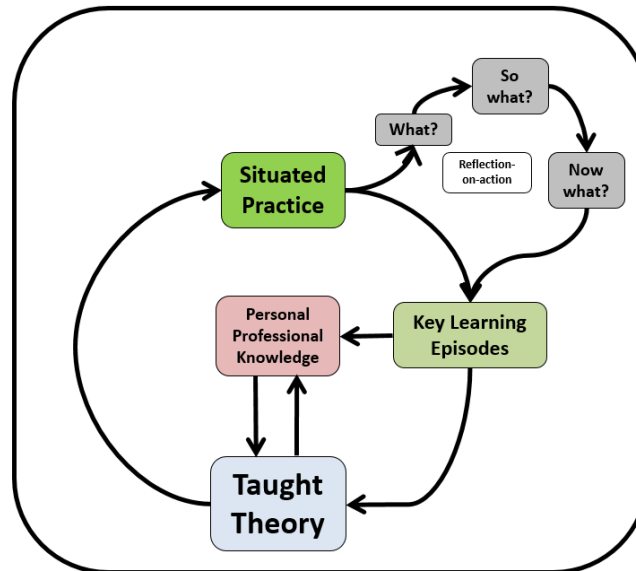 So
what?
What?
Reflection-
on-action
Now
what?
Situated
Practice
Personal
Professional
Knowledge
Key Learning
Episodes
Taught
Theory